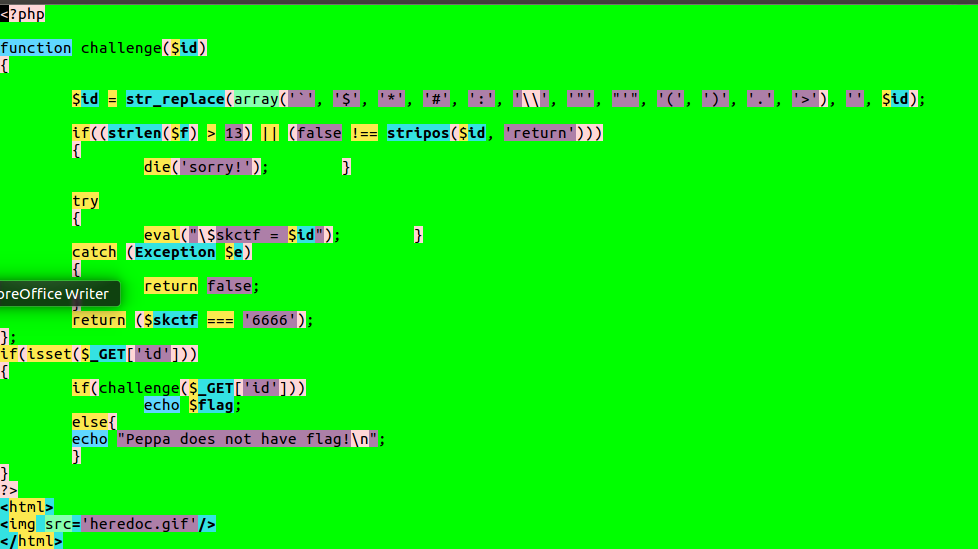 <?php
function challenge($id)
{
$id = str_replace(array('`', '$', '*', '#', ':', '\\', '"', "'", '(', ')', '.', '>'), '', $id);
if((strlen($f) > 13) || (false !== stripos($id, 'return')))
{
die('sorry!'); }
try
{
eval("\$skctf = $id"); }
catch (Exception $e)
{
return false;
}
oreOffice Writer
return ($skctf === '6666');
};
if(isset($_GET['id']))
{
if(challenge($_GET['id']))
echo $flag;
else{
echo "Peppa does not have flag!\n";
}
}
?>
<html>
<img src='heredoc.gif'/>
</html>